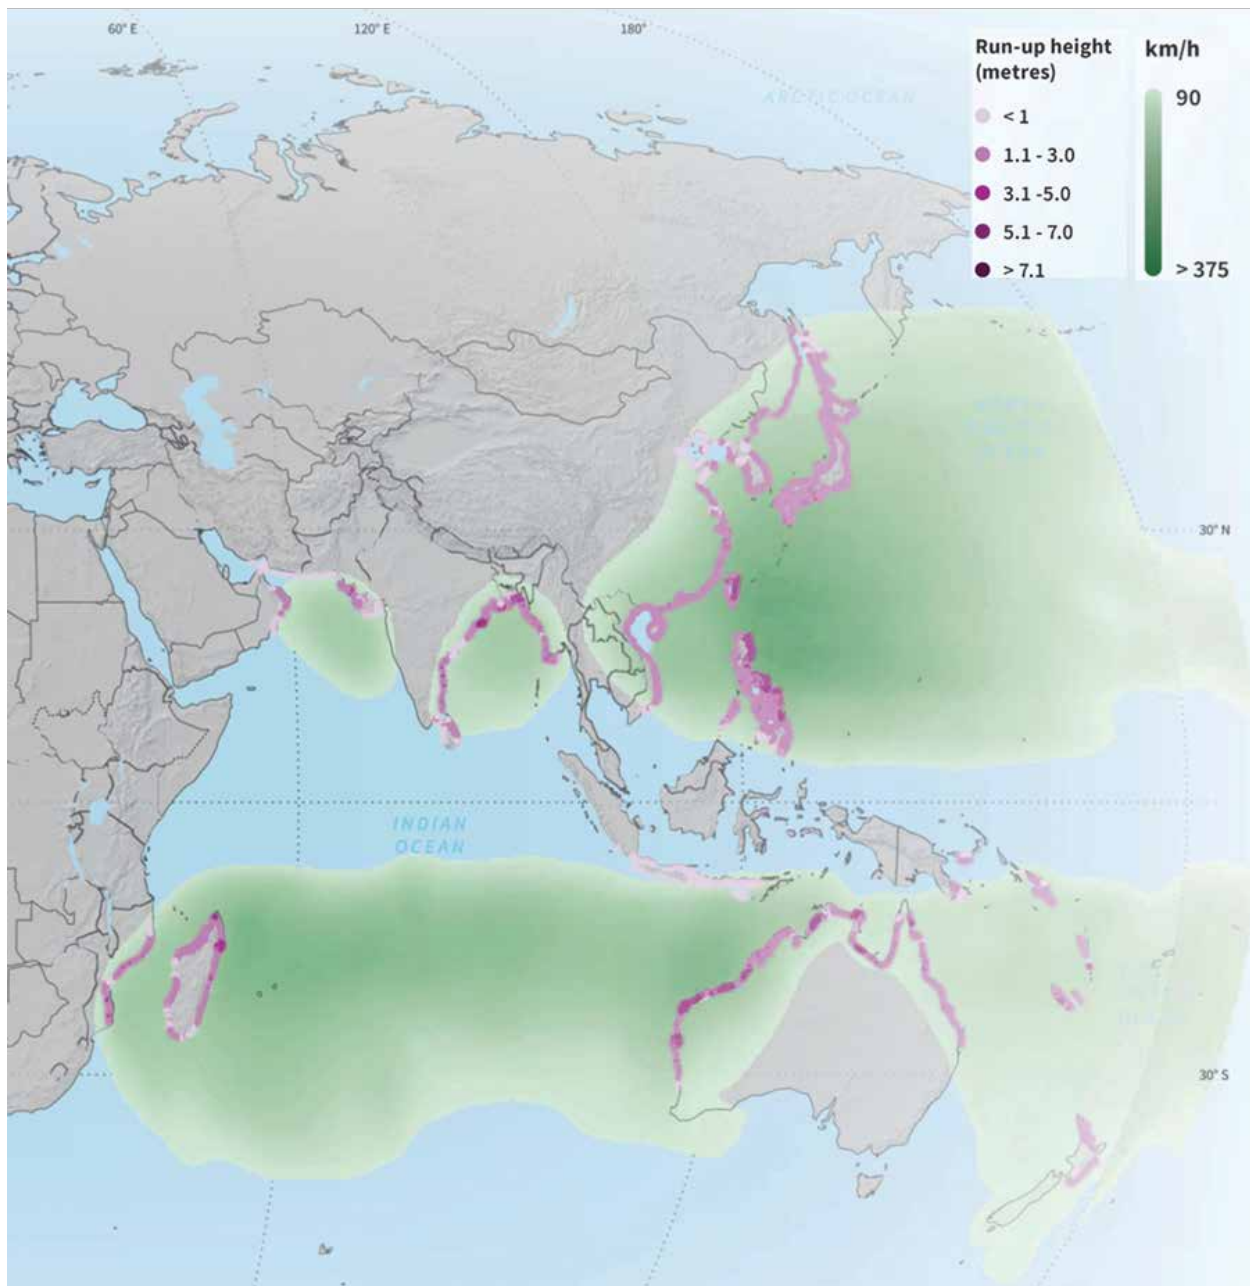 60° E
120° E
180°
Run-up height
(metres)
< 1
1.1 - 3.0
3.1 -5.0
5.1 - 7.0
> 7.1
km/h
90
> 375
ARCTIC OCEAN
30° N
INDIAN
OCEAN
30° S